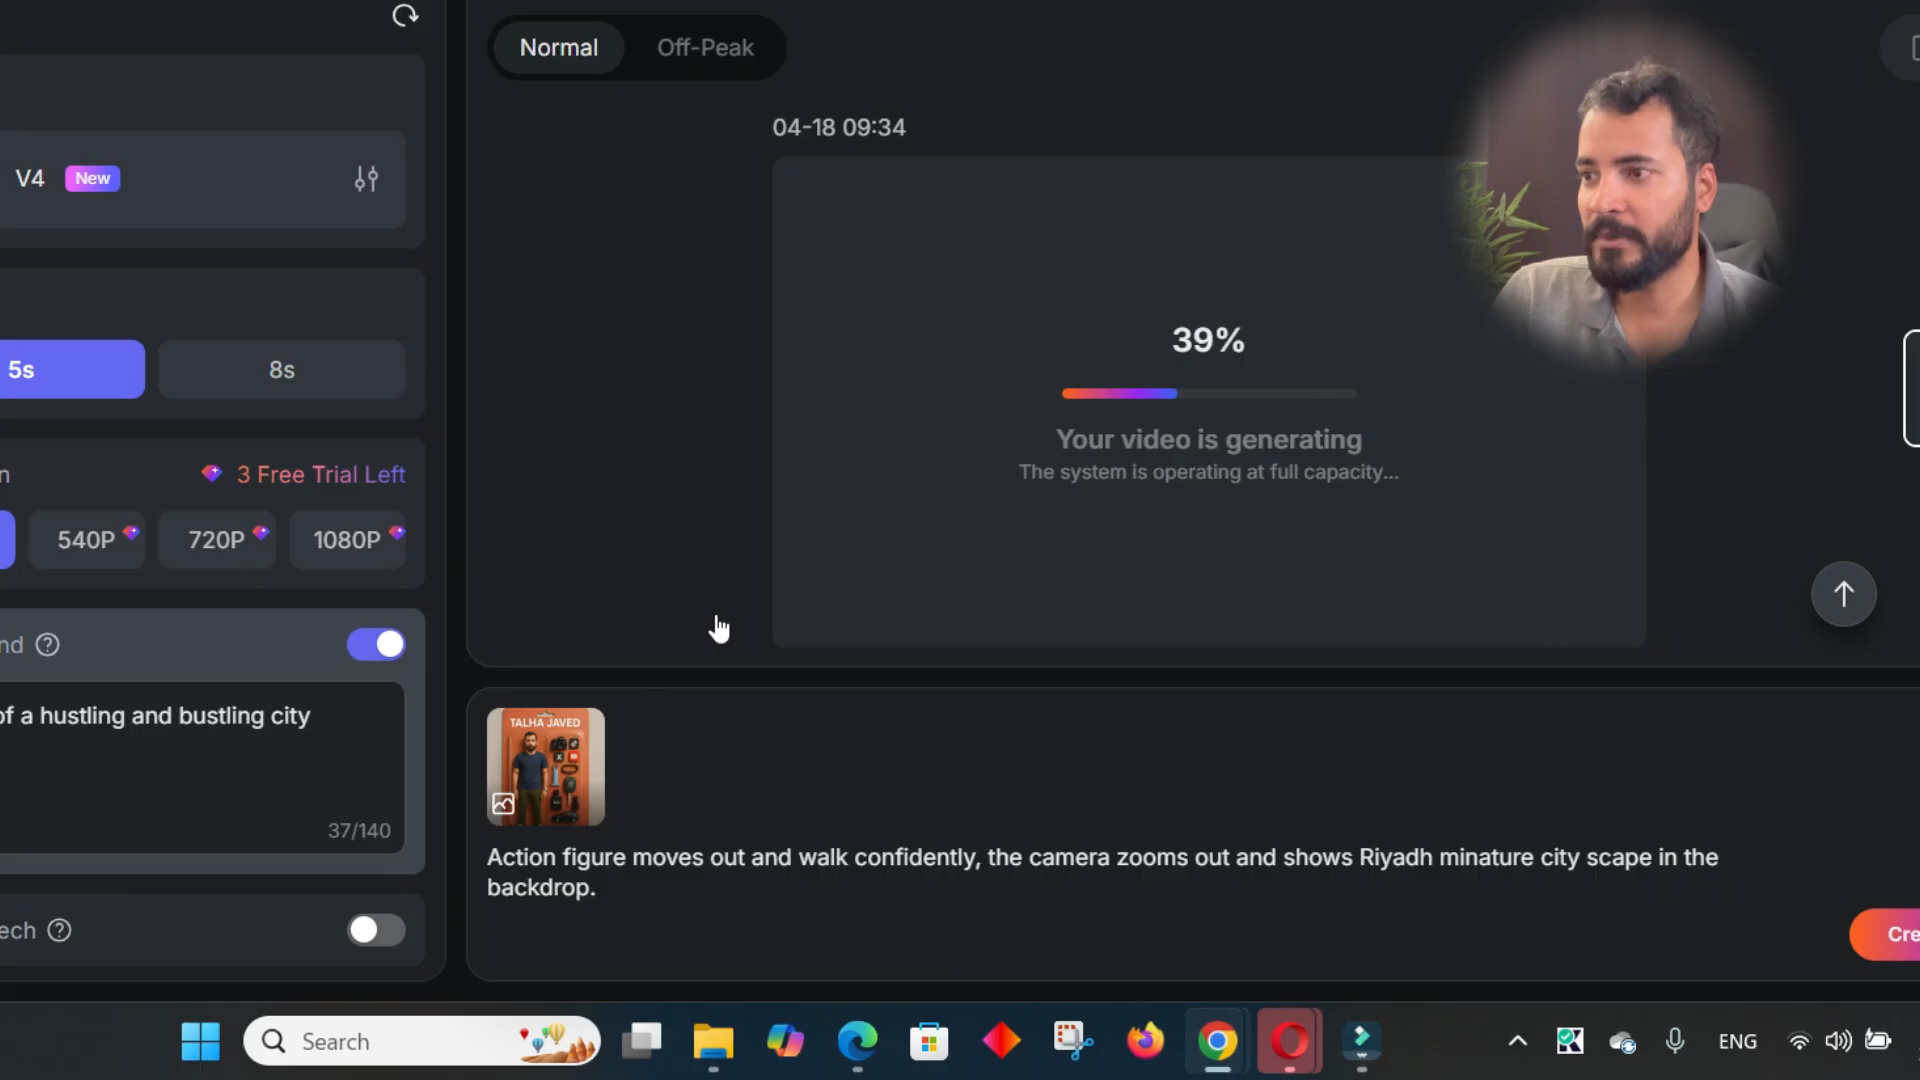 Normal
Off-Peak
04-18 09:34
V4
New
39%
5s
8s
Your video is generating
The system is operating at full capacity...
n
3 Free Trial Left
540P
720P
1080P
nd
of a hustling and bustling city
37/140
TALHA JAVED
Action figure moves out and walk confidently, the camera zooms out and shows Riyadh minature city scape in the
backdrop.
ech
Cre
Search
ENG